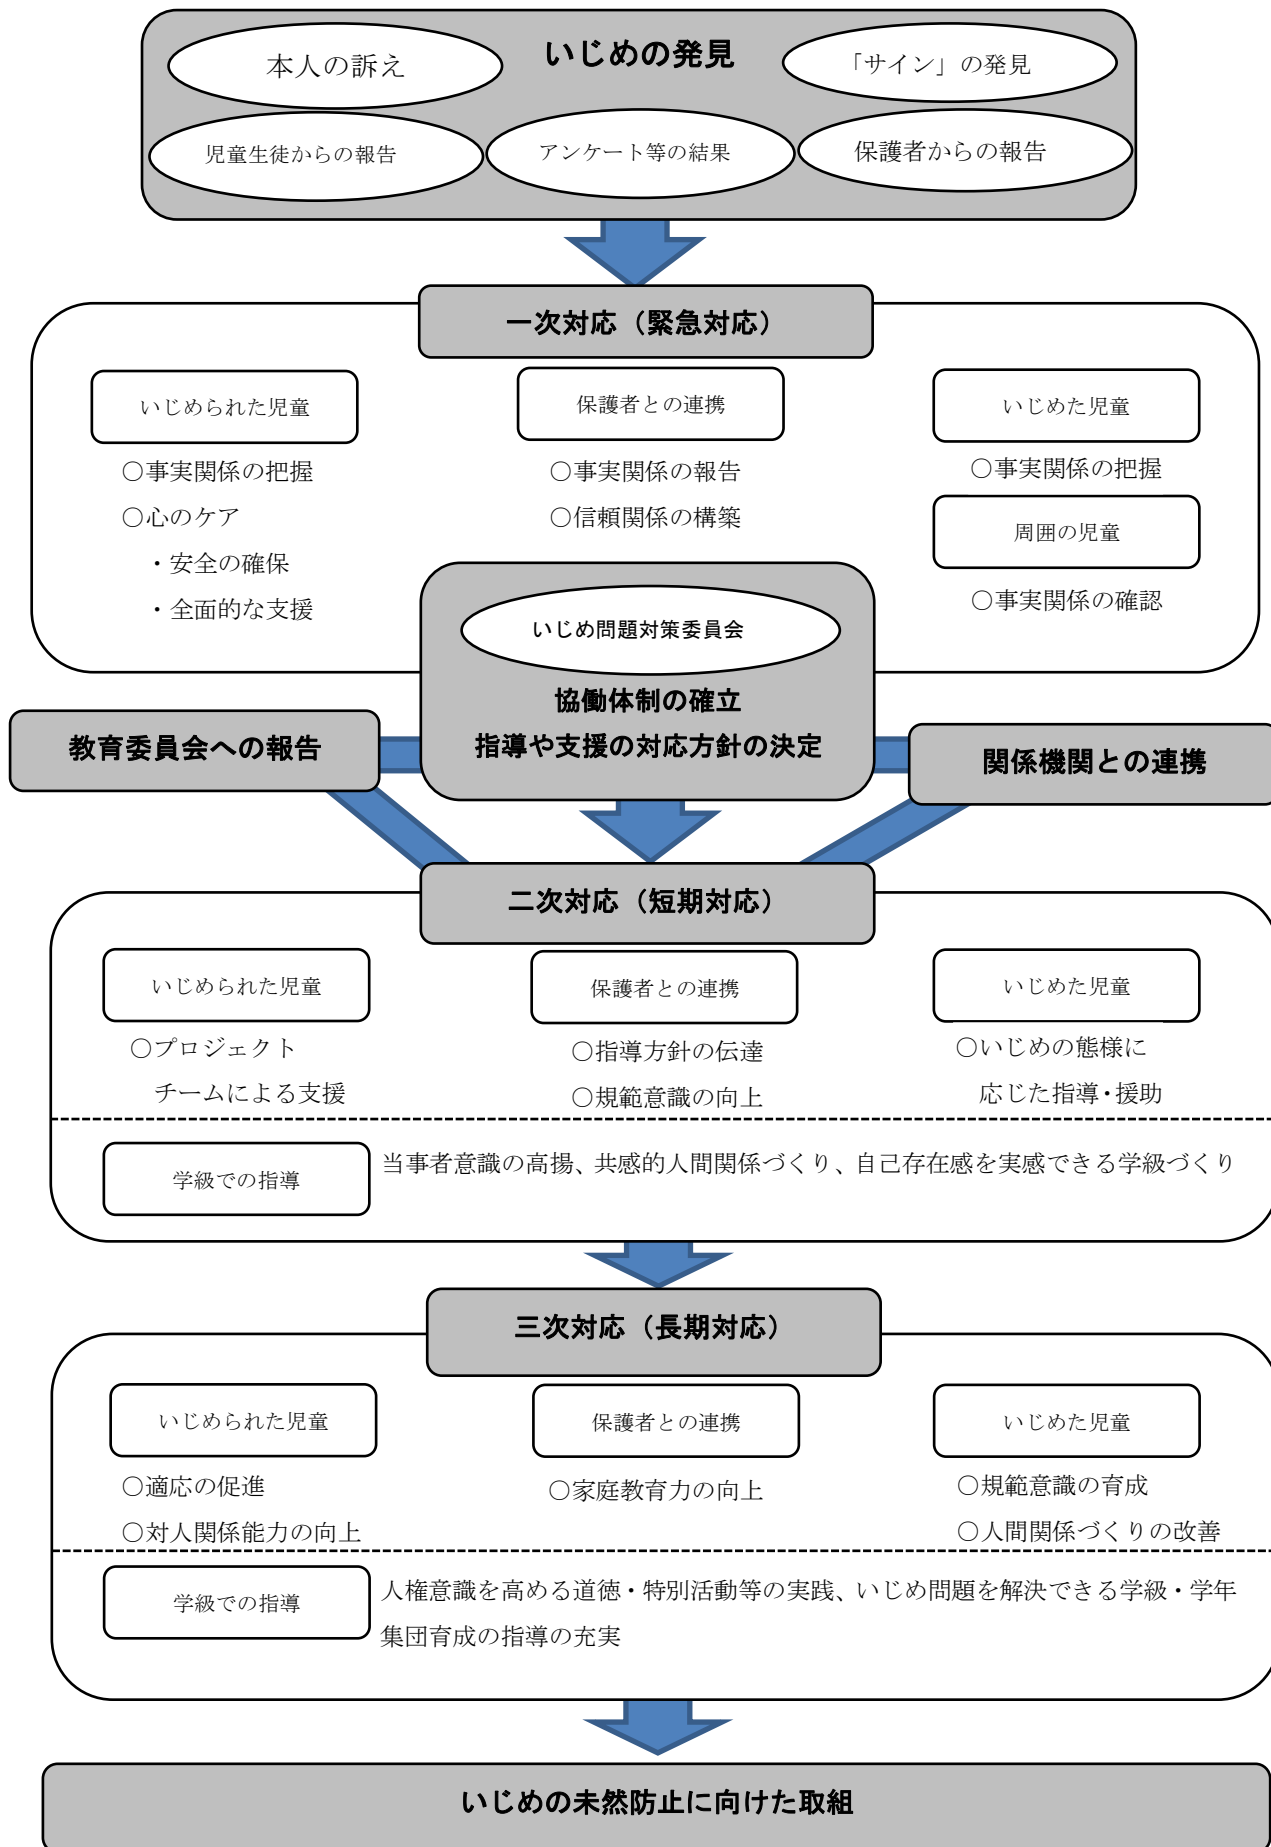 いじめの発見
本人の訴え
「サイン」の発見
児童生徒からの報告
アンケート等の結果
保護者からの報告
一次対応（緊急対応）
いじめられた児童
○事実関係の把握
○心のケア
・安全の確保
・全面的な支援
保護者との連携
○事実関係の報告
○信頼関係の構築
いじめた児童
○事実関係の把握
周囲の児童
○事実関係の確認
いじめ問題対策委員会
協働体制の確立
指導や支援の対応方針の決定
教育委員会への報告
関係機関との連携
二次対応（短期対応）
いじめられた児童
○プロジェクト
チームによる支援
保護者との連携
○指導方針の伝達
○規範意識の向上
いじめた児童
○いじめの態様に
応じた指導・援助
学級での指導
当事者意識の高揚、共感的人間関係づくり、自己存在感を実感できる学級づくり
三次対応（長期対応）
いじめられた児童
○適応の促進
○対人関係能力の向上
保護者との連携
○家庭教育力の向上
いじめた児童
○規範意識の育成
○人間関係づくりの改善
学級での指導
人権意識を高める道徳・特別活動等の実践、いじめ問題を解決できる学級・学年
集団育成の指導の充実
いじめの未然防止に向けた取組